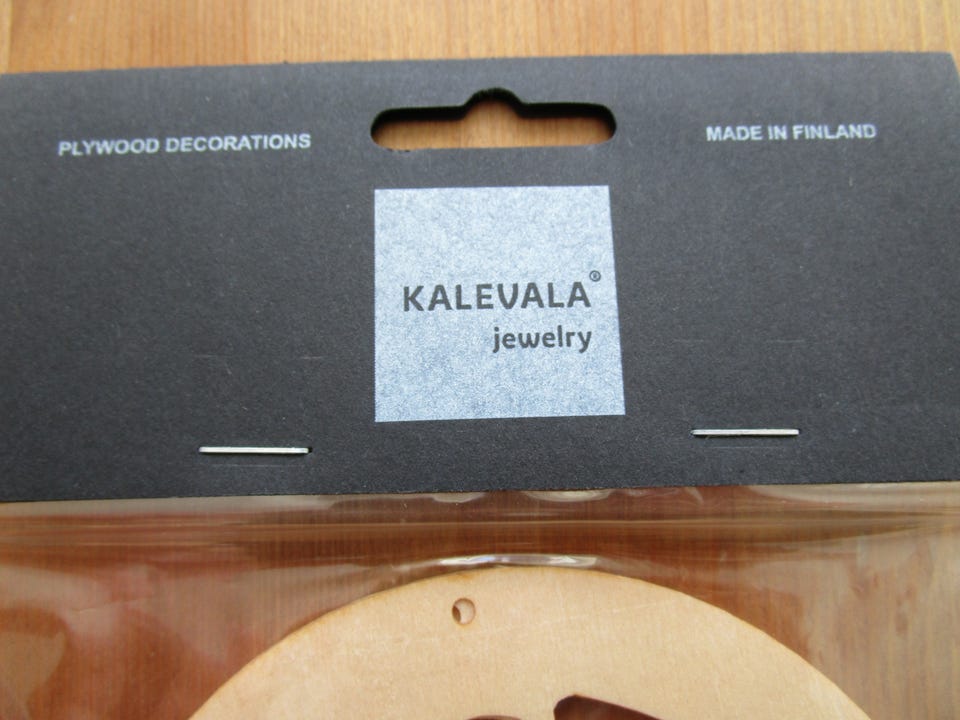 PLYWOOD DECORATIONS
MADE IN FINLAND
KALEVALA®
jewelry